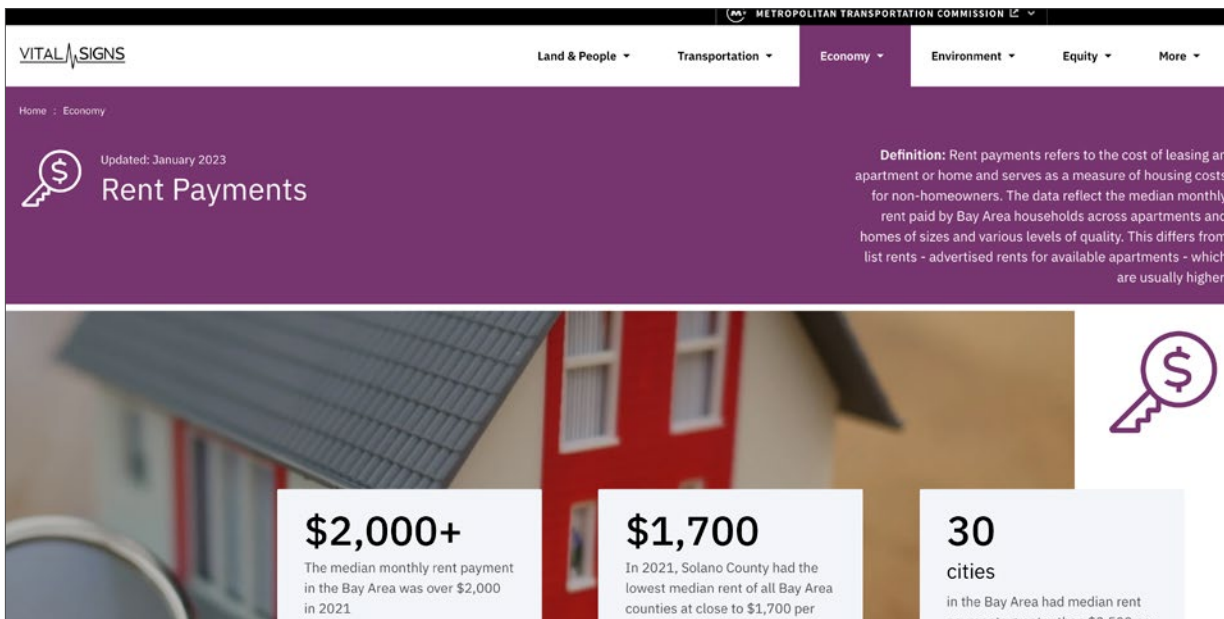 METROPOLITAN TRANSPORTATION COMMISSION
VITAL SIGNS
Land & People
Transportation
Economy
Environment
Equity
More
Home : Economy
Updated: January 2023
Rent Payments
Definition: Rent payments refers to the cost of leasing an
apartment or home and serves as a measure of housing costs
for non-homeowners. The data reflect the median monthly
rent paid by Bay Area households across apartments and
homes of sizes and various levels of quality. This differs from
list rents - advertised rents for available apartments - which
are usually higher
$2,000+
The median monthly rent payment
in the Bay Area was over $2,000
in 2021
$1,700
In 2021, Solano County had the
lowest median rent of all Bay Area
counties at close to $1,700 per
30
cities
in the Bay Area had median rent